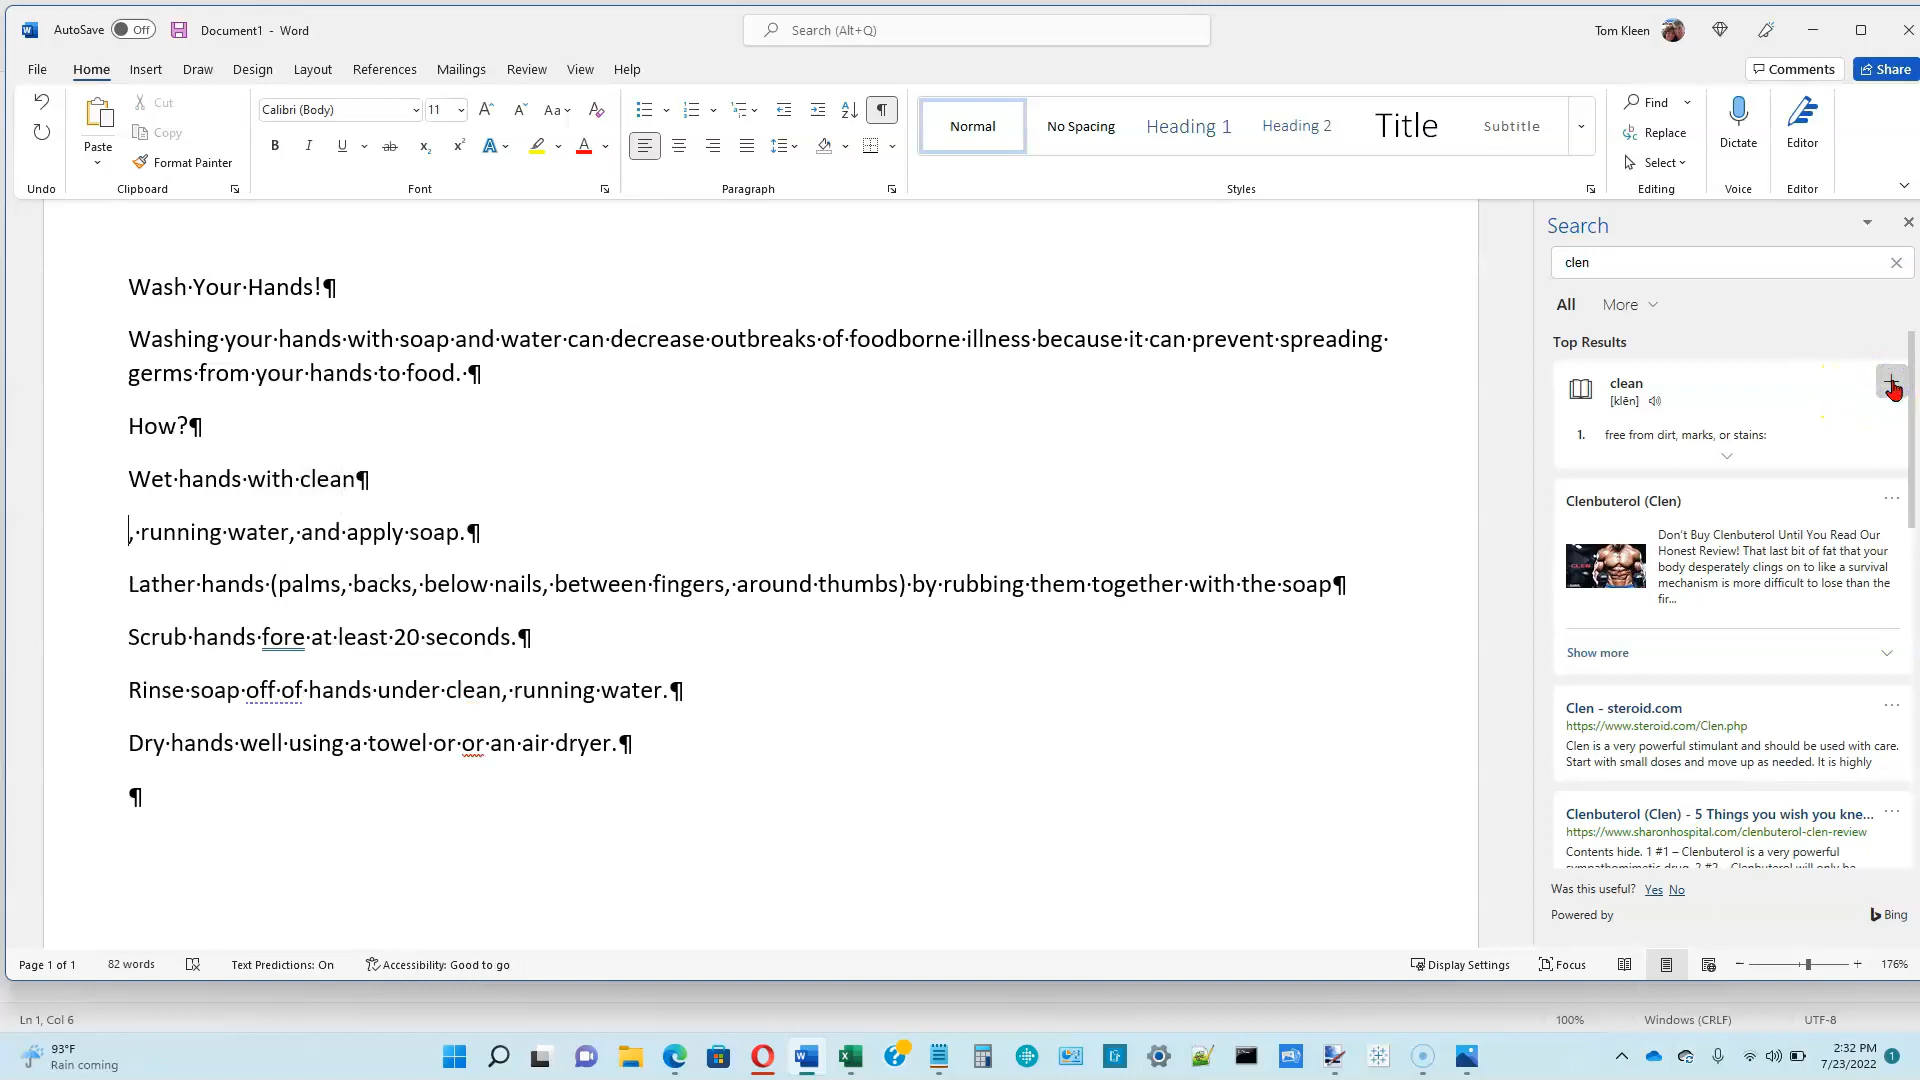 AutoSave Off Document1 - Word Search (Alt+Q) Tom Kleen
File Home Insert Draw Design Layout References Mailings Review View Help Comments Share
Cut
Copy
Paste
Format Painter
Calibri (Body) 11
Normal No Spacing Heading 1 Heading 2 Title Subtitle
Find
Replace
Select
Dictate Editor
Undo Clipboard Font Paragraph Styles Editing Voice Editor
Wash·Your·Hands!¶
Washing·your·hands·with·soap·and·water·can·decrease·outbreaks·of·foodborne·illness·because·it·can·prevent·spreading·
germs·from·your·hands·to·food.·¶
How?¶
Wet·hands·with·clean¶
,·running·water,·and·apply·soap.¶
Lather·hands·(palms,·backs,·below·nails,·between·fingers,·around·thumbs)·by·rubbing·them·together·with·the·soap¶
Scrub·hands·fore·at·least·20·seconds.¶
Rinse·soap·off·of·hands·under·clean,·running·water.¶
Dry·hands·well·using·a·towel·or·or·an·air·dryer.¶
¶
Search
clen
All More
Top Results
clean
[klēn]
1. free from dirt, marks, or stains:
Clenbuterol (Clen)
Don't Buy Clenbuterol Until You Read Our
Honest Review! That last bit of fat that your
body desperately clings on to like a survival
mechanism is more difficult to lose than the
fir...
Show more
Clen - steroid.com
https://www.steroid.com/Clen.php
Clen is a very powerful stimulant and should be used with care.
Start with small doses and move up as needed. It is highly
Clenbuterol (Clen) - 5 Things you wish you kne...
https://www.sharonhospital.com/clenbuterol-clen-review
Contents hide. 1 #1 – Clenbuterol is a very powerful
Was this useful? Yes No
Powered by Bing
Page 1 of 1 82 words Text Predictions: On Accessibility: Good to go Display Settings Focus 176%
Ln 1, Col 6 100% Windows (CRLF) UTF-8
93°F
Rain coming
2:32 PM
7/23/2022
1